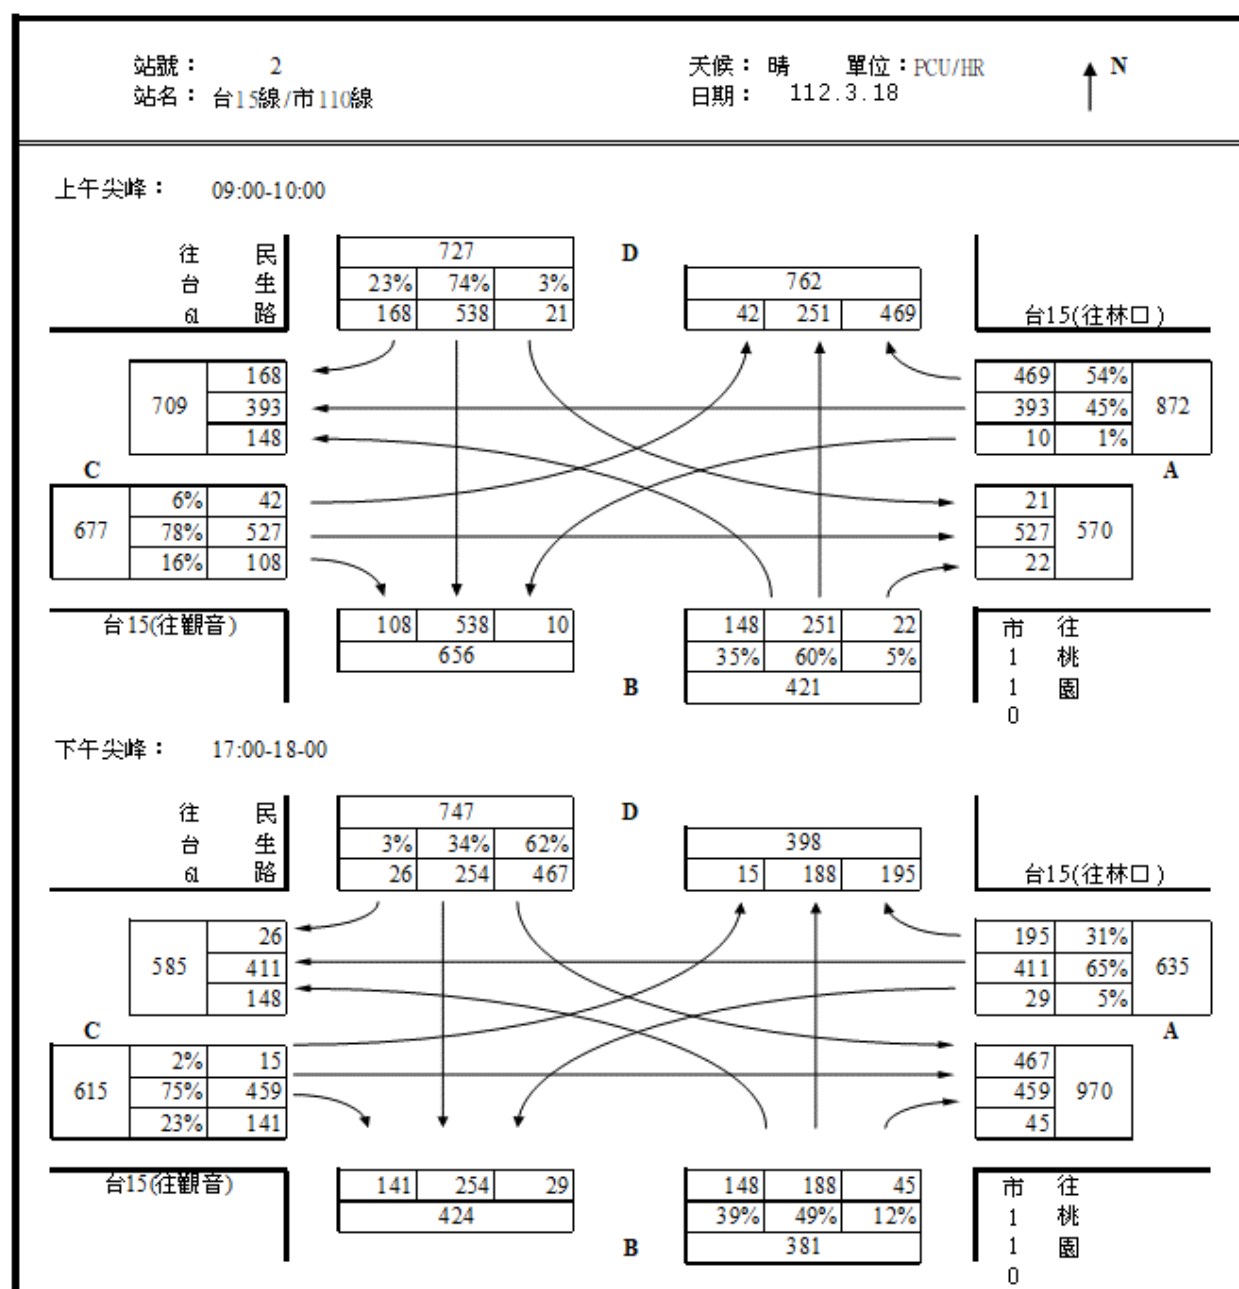 站號： 2 天候： 晴 單位：PCU/HR N
站名： 台15線/市110線 日期： 112.3.18
上午尖峰： 09:00-10:00
往台61 民生路
727
23% 74% 3%
168 538 21
D
762
42 251 469
台15(往林口)
709
168
393
148
469 54%
393 45%
10 1%
872
C
A
677
6% 42
78% 527
16% 108
21
527
22
570
台15(往觀音)
108 538 10
656
B
148 251 22
35% 60% 5%
421
市110 往桃園
下午尖峰： 17:00-18-00
往台61 民生路
747
3% 34% 62%
26 254 467
D
398
15 188 195
台15(往林口)
585
26
411
148
195 31%
411 65%
29 5%
635
C
A
615
2% 15
75% 459
23% 141
467
459
45
970
台15(往觀音)
141 254 29
424
B
148 188 45
39% 49% 12%
381
市110 往桃園